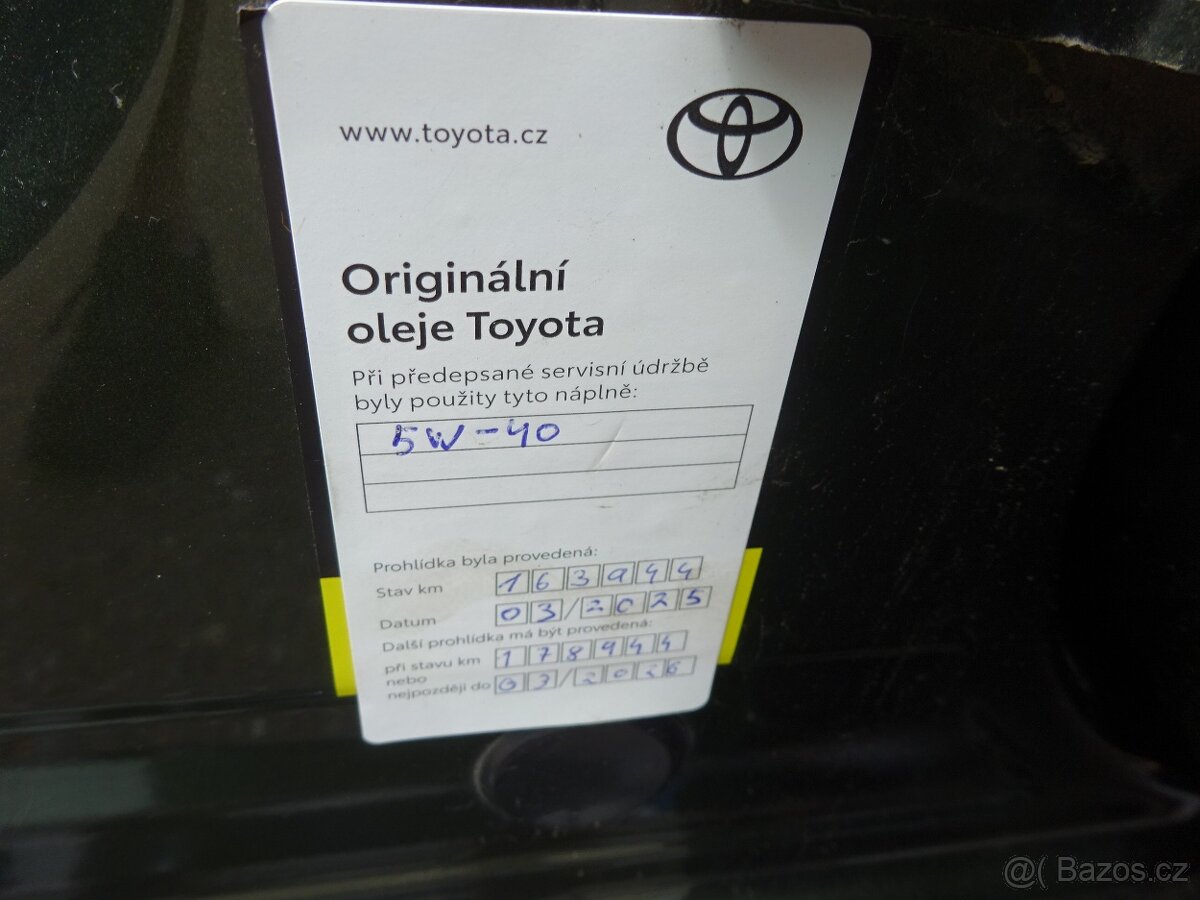 www.toyota.cz
Originální
oleje Toyota
Při předepsané servisní údržbě
byly použity tyto náplně:
5W-40
Prohlídka byla provedená:
Stav km 163944
Datum 03/2025
Další prohlídka má být provedená:
při stavu km 178944
nebo
nejpozději do 03/2026
@( Bazos.cz